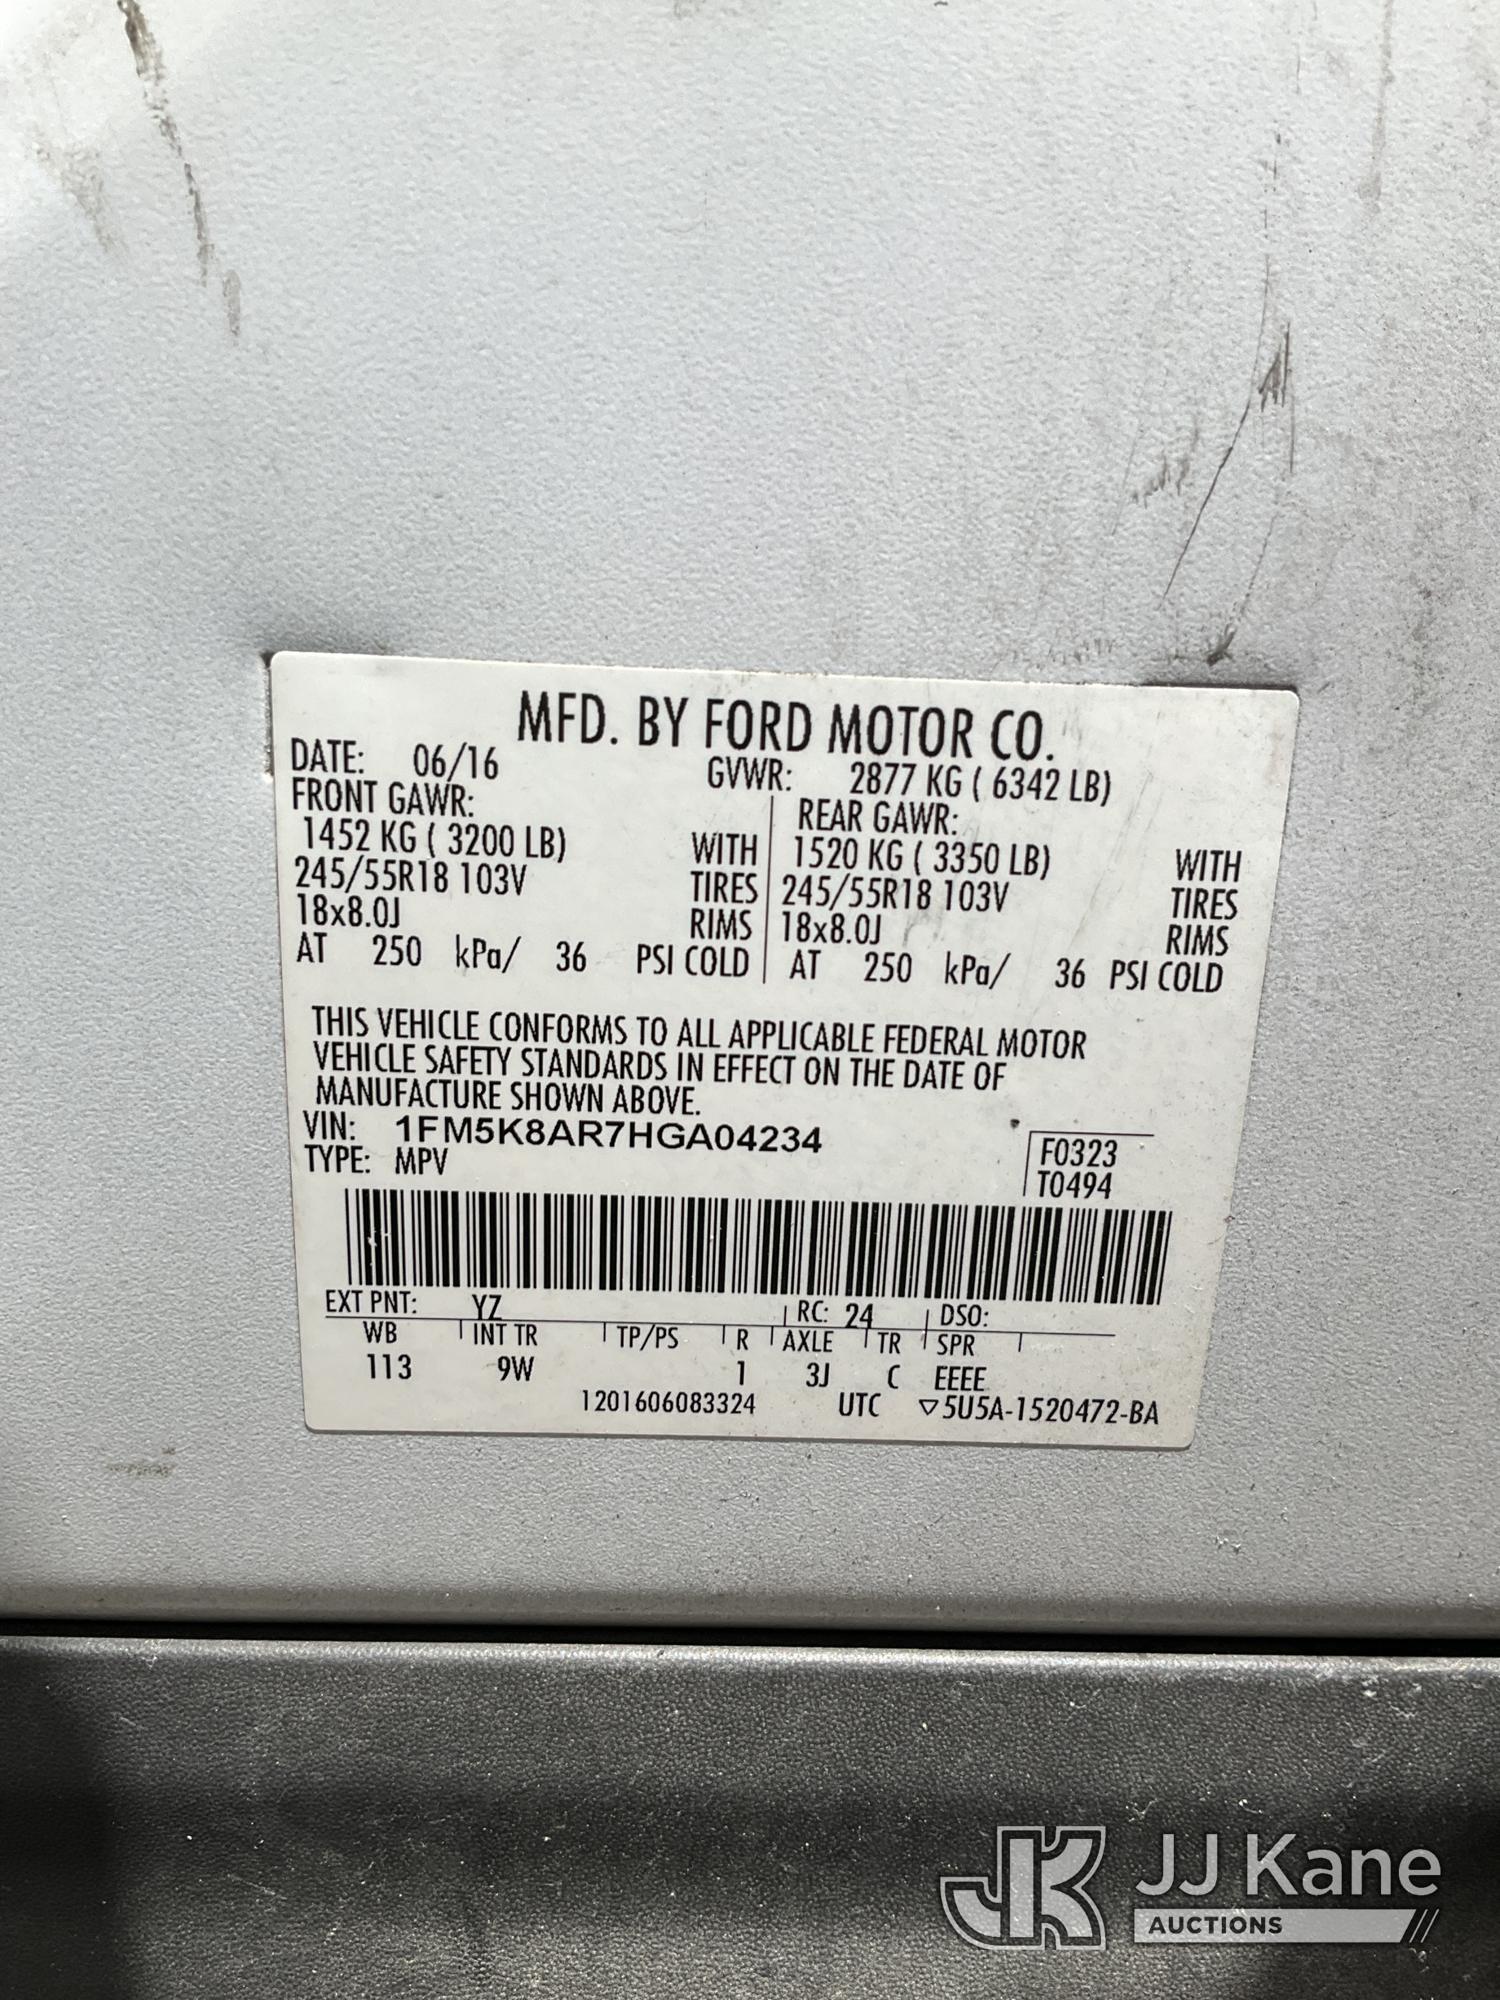 MFD. BY FORD MOTOR CO.
DATE: 06/16 GVWR: 2877 KG ( 6342 LB)
FRONT GAWR: REAR GAWR:
1452 KG ( 3200 LB) WITH 1520 KG ( 3350 LB) WITH
245/55R18 103V TIRES 245/55R18 103V TIRES
18x8.0J RIMS 18x8.0J RIMS
AT 250 kPa/ 36 PSI COLD AT 250 kPa/ 36 PSI COLD
THIS VEHICLE CONFORMS TO ALL APPLICABLE FEDERAL MOTOR
VEHICLE SAFETY STANDARDS IN EFFECT ON THE DATE OF
MANUFACTURE SHOWN ABOVE.
VIN: 1FM5K8AR7HGA04234
TYPE: MPV
F0323
T0494
EXT PNT: YZ RC: 24 DSO:
WB INT TR TP/PS R AXLE TR SPR
113 9W 1 3J C EEEE
1201606083324 UTC ▽5U5A-1520472-BA
JK JJ Kane
AUCTIONS